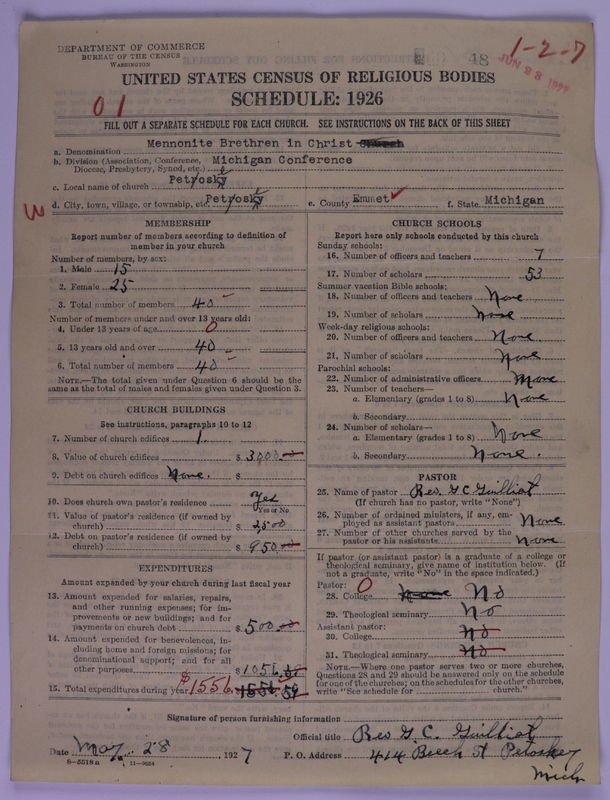 DEPARTMENT OF COMMERCE
BUREAU OF THE CENSUS
WASHINGTON
48
1-2-7
JUN 28 1927
UNITED STATES CENSUS OF RELIGIOUS BODIES
SCHEDULE: 1926
01
FILL OUT A SEPARATE SCHEDULE FOR EACH CHURCH. SEE INSTRUCTIONS ON THE BACK OF THIS SHEET
a. Denomination Mennonite Brethren in Christ Church
b. Division (Association, Conference, Diocese, Presbytery, Synod, etc.) Michigan Conference
c. Local name of church Petrosky
d. City, town, village, or township, etc. Petrosky e. County Emmet f. State Michigan
W
MEMBERSHIP
Report number of members according to definition of member in your church
Number of members, by sex:
1. Male 15
2. Female 25
3. Total number of members 40
Number of members under and over 13 years old:
4. Under 13 years of age 0
5. 13 years old and over 40
6. Total number of members 40
NOTE.—The total given under Question 6 should be the same as the total of males and females given under Question 3.
CHURCH BUILDINGS
See instructions, paragraphs 10 to 12
7. Number of church edifices 1
8. Value of church edifices $ 3000.00
9. Debt on church edifices None. $
10. Does church own pastor's residence Yes
Yes or No
11. Value of pastor's residence (if owned by church) $ 2500
12. Debt on pastor's residence (if owned by church) $ 950.00
EXPENDITURES
Amount expended by your church during last fiscal year
13. Amount expended for salaries, repairs, and other running expenses; for improvements or new buildings; and for payments on church debt $ 500.00
14. Amount expended for benevolences, including home and foreign missions; for denominational support; and for all other purposes $ 1056.
15. Total expenditures during year $1556.
CHURCH SCHOOLS
Report here only schools conducted by this church
Sunday schools:
16. Number of officers and teachers 7
17. Number of scholars 53
Summer vacation Bible schools:
18. Number of officers and teachers None
19. Number of scholars None
Week-day religious schools:
20. Number of officers and teachers None
21. Number of scholars None
Parochial schools:
22. Number of administrative officers None
23. Number of teachers—
a. Elementary (grades 1 to 8) None
b. Secondary
24. Number of scholars—
a. Elementary (grades 1 to 8) None
b. Secondary None.
PASTOR
25. Name of pastor Rev. G C Guilliat
(If church has no pastor, write "None")
26. Number of ordained ministers, if any, employed as assistant pastors None
27. Number of other churches served by the pastor or his assistants None
If pastor (or assistant pastor) is a graduate of a college or theological seminary, give name of institution below. (If not a graduate, write "No" in the space indicated.)
Pastor: 0
28. College No
29. Theological seminary No
Assistant pastor:
30. College No
31. Theological seminary No
NOTE.—Where one pastor serves two or more churches, Questions 28 and 29 should be answered only on the schedule for one of the churches; on the schedules for the other churches, write "See schedule for church."
Signature of person furnishing information
Official title Rev G. C. Guilliat
Date May 28, 1927 P. O. Address 414 Beech St Petoskey
Mich
8-5518a 11-9054